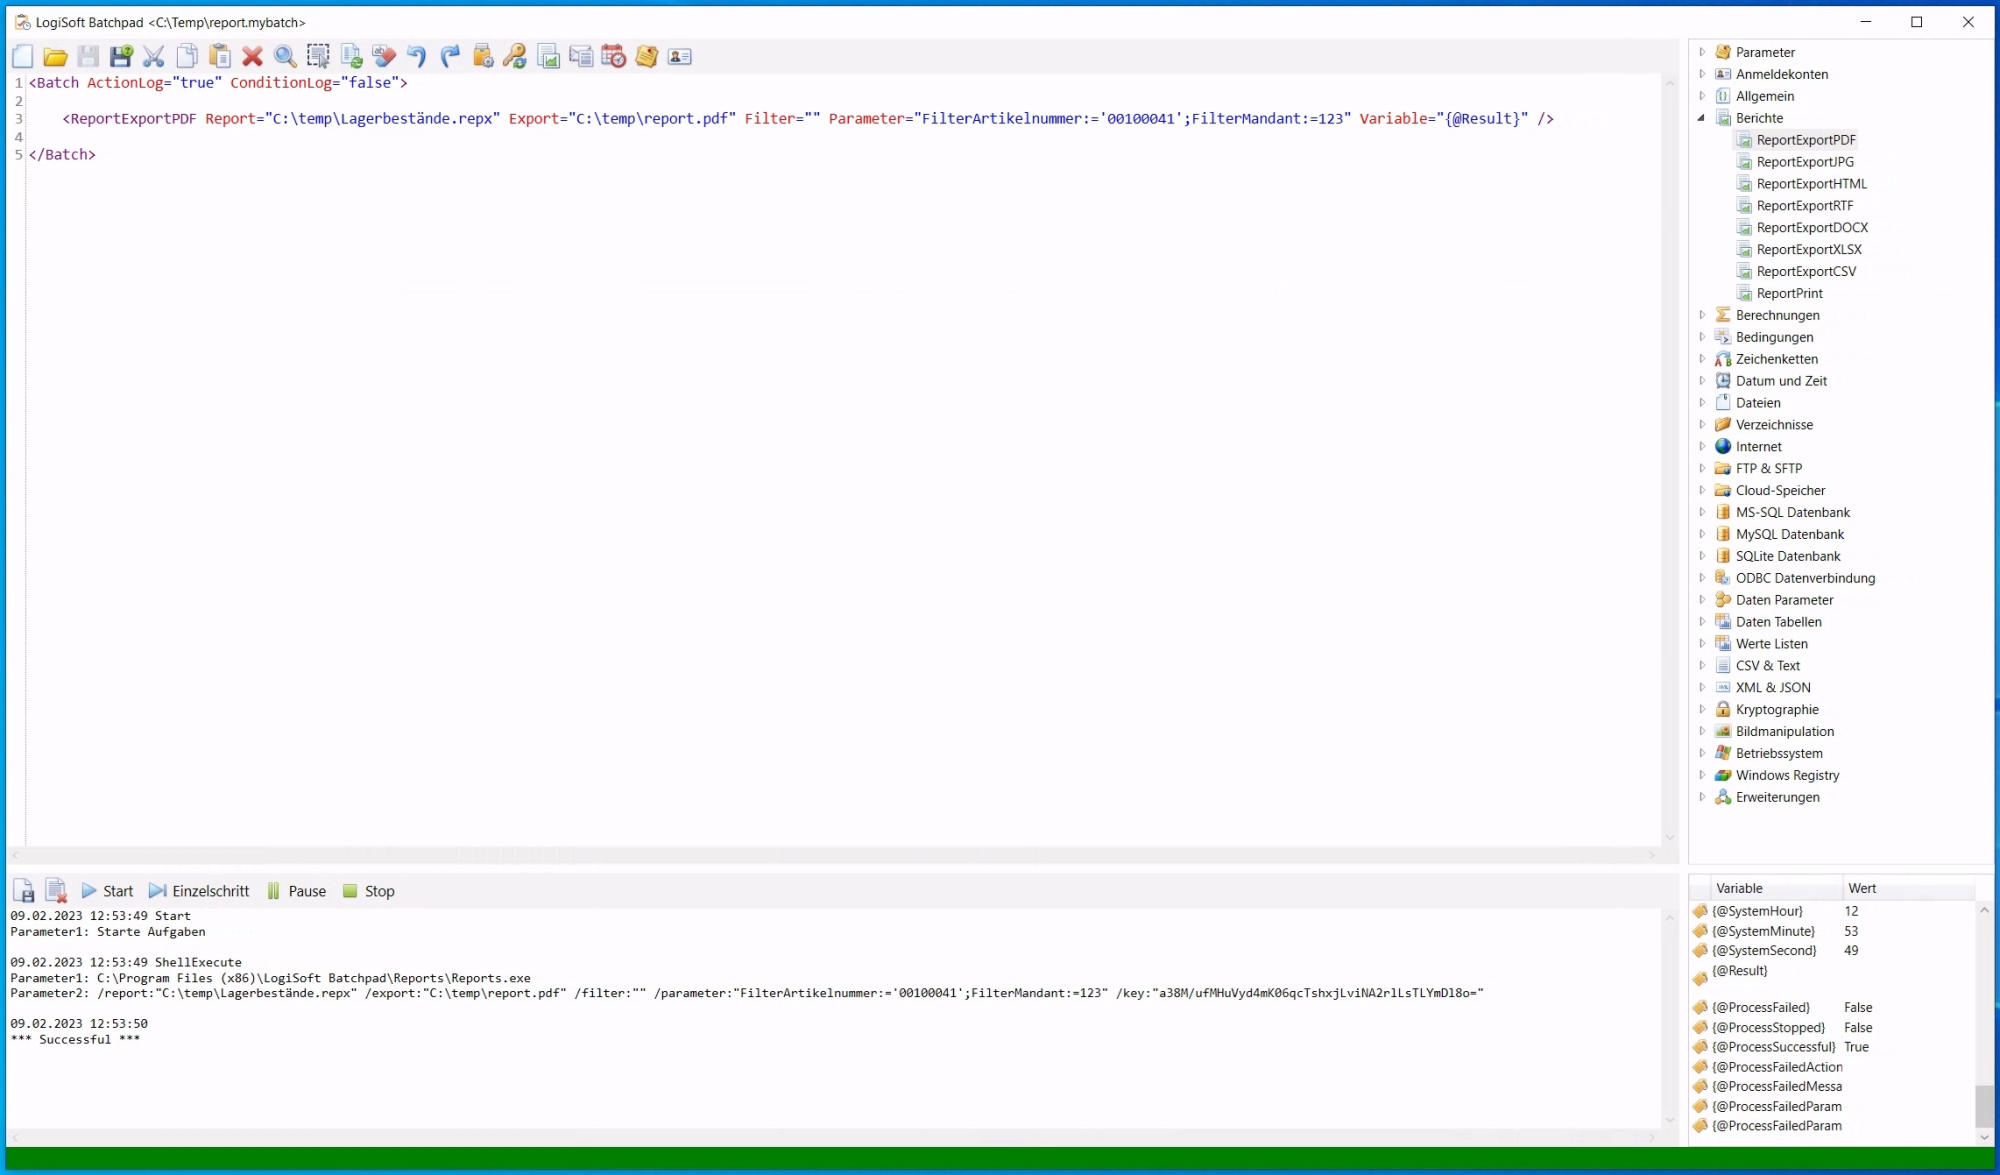 LogiSoft Batchpad <C:\Temp\report.mybatch>
1 <Batch ActionLog="true" ConditionLog="false">
2
3 <ReportExportPDF Report="C:\temp\Lagerbestände.repx" Export="C:\temp\report.pdf" Filter="" Parameter="FilterArtikelnummer:='00100041';FilterMandant:=123" Variable="{@Result}" />
4
5 </Batch>
Parameter
Anmeldekonten
Allgemein
Berichte
ReportExportPDF
ReportExportJPG
ReportExportHTML
ReportExportRTF
ReportExportDOCX
ReportExportXLSX
ReportExportCSV
ReportPrint
Berechnungen
Bedingungen
Zeichenketten
Datum und Zeit
Dateien
Verzeichnisse
Internet
FTP & SFTP
Cloud-Speicher
MS-SQL Datenbank
MySQL Datenbank
SQLite Datenbank
ODBC Datenverbindung
Daten Parameter
Daten Tabellen
Werte Listen
CSV & Text
XML & JSON
Kryptographie
Bildmanipulation
Betriebssystem
Windows Registry
Erweiterungen
Start Einzelschritt Pause Stop
09.02.2023 12:53:49 Start
Parameter1: Starte Aufgaben
09.02.2023 12:53:49 ShellExecute
Parameter1: C:\Program Files (x86)\LogiSoft Batchpad\Reports\Reports.exe
Parameter2: /report:"C:\temp\Lagerbestände.repx" /export:"C:\temp\report.pdf" /filter:"" /parameter:"FilterArtikelnummer:='00100041';FilterMandant:=123" /key:"a38M/ufMHuVyd4mK06qcTshxjLviNA2rlLsTLYmDl8o="
09.02.2023 12:53:50
*** Successful ***
Variable Wert
{@SystemHour} 12
{@SystemMinute} 53
{@SystemSecond} 49
{@Result}
{@ProcessFailed} False
{@ProcessStopped} False
{@ProcessSuccessful} True
{@ProcessFailedAction
{@ProcessFailedMessa
{@ProcessFailedParam
{@ProcessFailedParam